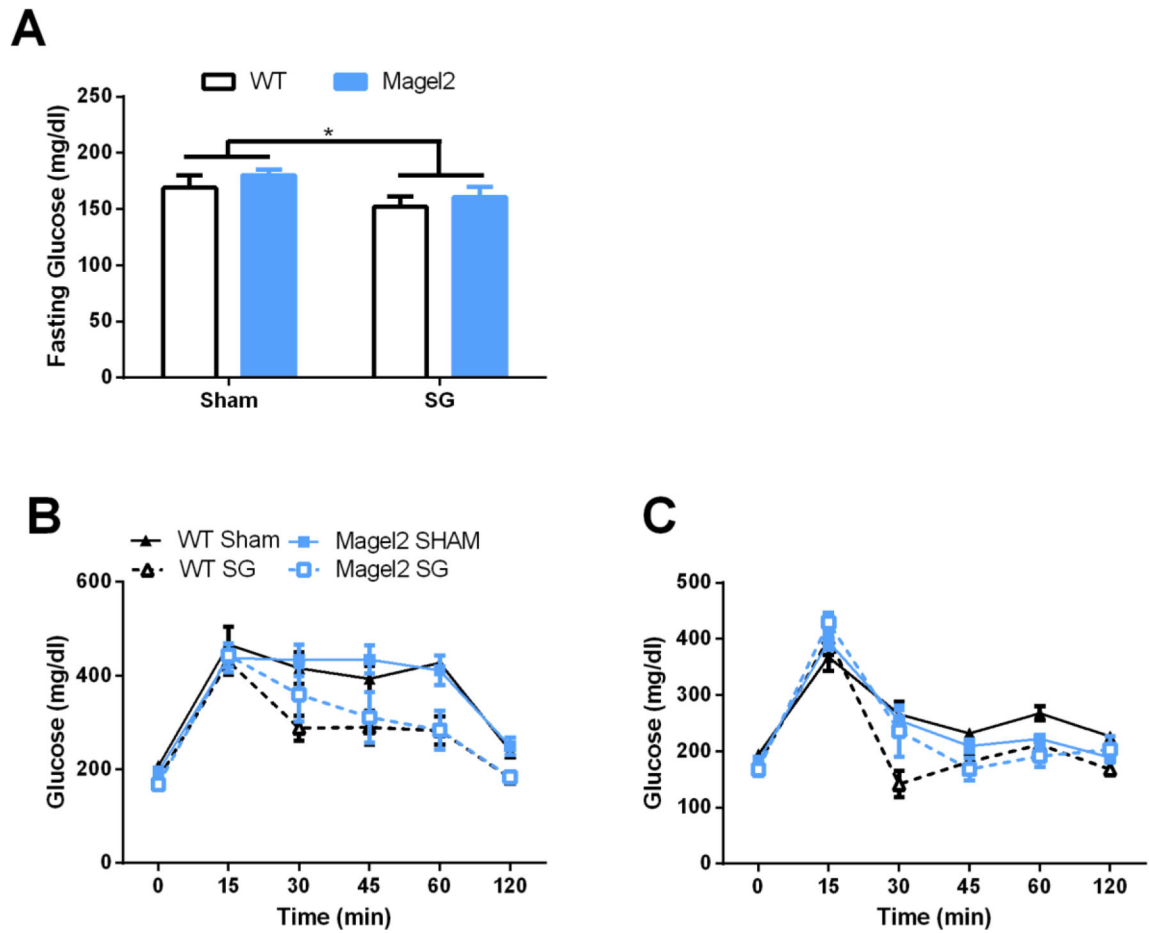 A
WT Magel2
250
200
150
100
50
0
Fasting Glucose (mg/dl)
*
Sham SG
B
WT Sham Magel2 SHAM
WT SG Magel2 SG
600
400
200
0
Glucose (mg/dl)
0 15 30 45 60 120
Time (min)
C
500
400
300
200
100
0
Glucose (mg/dl)
0 15 30 45 60 120
Time (min)